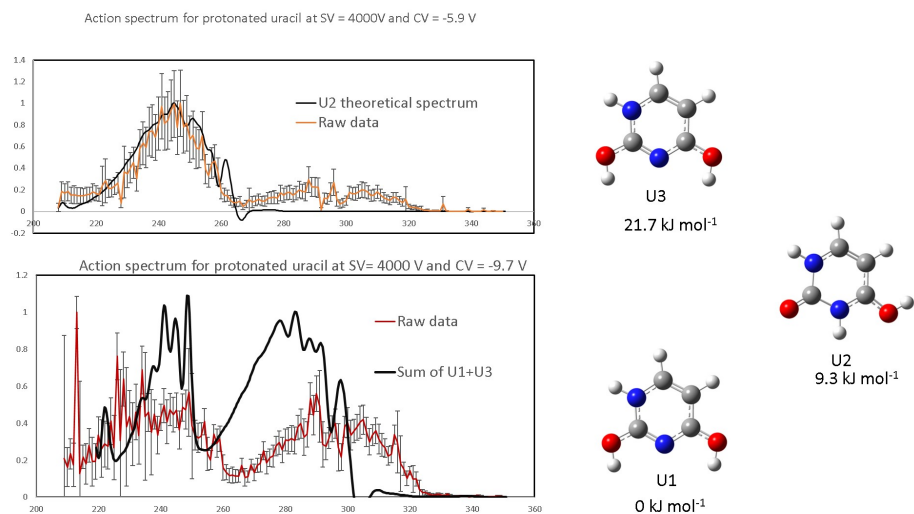 Action spectrum for protonated uracil at SV = 4000V and CV = -5.9 V
1.4
1.2
1
0.8
0.6
0.4
0.2
0
-0.2
200
220
240
260
280
300
320
340
360
U2 theoretical spectrum
Raw data
Action spectrum for protonated uracil at SV= 4000 V and CV = -9.7 V
1.2
1
0.8
0.6
0.4
0.2
0
200
220
240
260
280
300
320
340
360
Raw data
Sum of U1+U3
U3
21.7 kJ mol⁻¹
U2
9.3 kJ mol⁻¹
U1
0 kJ mol⁻¹